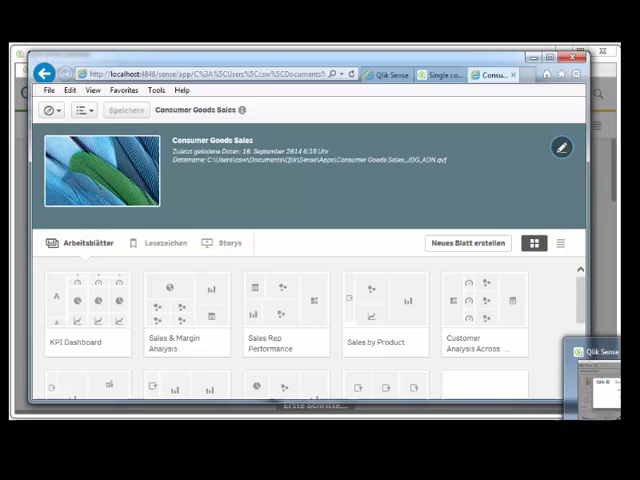 http://localhost:4848/sense/app/C%3A%5CUsers%5Ccsw%5CDocuments%
Qlik Sense
Single co...
Consu...
File Edit View Favorites Tools Help
Speichern
Consumer Goods Sales
Consumer Goods Sales
Zuletzt geladene Daten: 10. September 2014 6:58 Uhr
Dateiname: C:\Users\csw\Documents\Qlik\Sense\Apps\Consumer Goods Sales_JDG_ADN.qvf
Arbeitsblätter
Lesezeichen
Storys
Neues Blatt erstellen
KPI Dashboard
Sales & Margin
Analysis
Sales Rep
Performance
Sales by Product
Customer
Analysis Across ...
Qlik Sense
Erste Schritte...